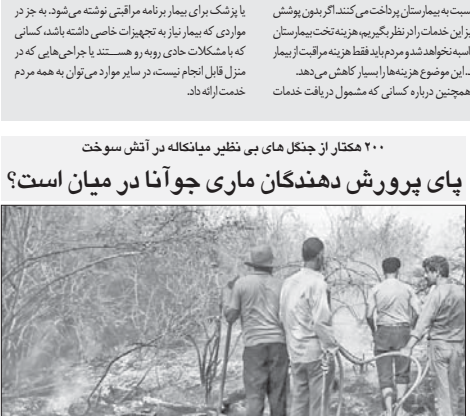 به بیمارستان پرداخت می‌کنند. اگر بدون پوشش
این خدمات را در نظر بگیریم، هزینه تخت بیمارستان
نخواهد شد و مردم باید فقط هزینه مراقبت از بیمار
این موضوع هزینه‌ها را بسیار کاهش می‌دهد.
همچنین درباره کسانی که مشمول دریافت خدمات
یا پزشک برای بیمار برنامه مراقبتی نوشته می‌شود. به جز در
مواردی که بیمار نیاز به تجهیزات خاصی داشته باشد، کسانی
که با مشکلات حادی روبه رو هستند یا جراحی‌هایی که در
منزل قابل انجام نیست، در سایر موارد می‌توان به همه مردم
خدمت ارائه داد.
۲۰۰ هکتار از جنگل های بی نظیر میانکاله در آتش سوخت
پای پرورش دهندگان ماری جوآنا در میان است؟